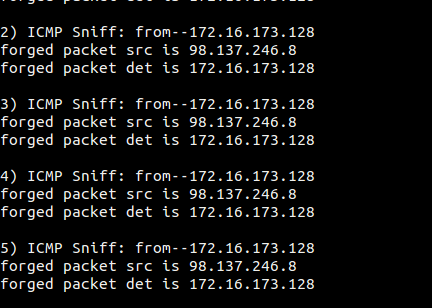 2) ICMP Sniff: from--172.16.173.128
forged packet src is 98.137.246.8
forged packet det is 172.16.173.128
3) ICMP Sniff: from--172.16.173.128
forged packet src is 98.137.246.8
forged packet det is 172.16.173.128
4) ICMP Sniff: from--172.16.173.128
forged packet src is 98.137.246.8
forged packet det is 172.16.173.128
5) ICMP Sniff: from--172.16.173.128
forged packet src is 98.137.246.8
forged packet det is 172.16.173.128